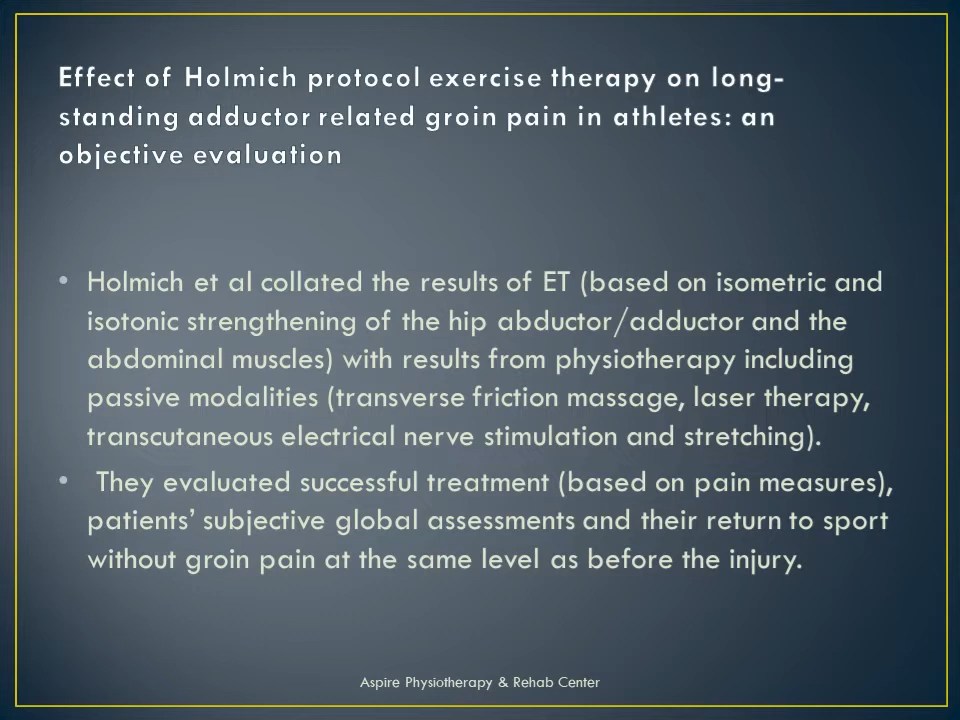 Effect of Holmich protocol exercise therapy on long-
standing adductor related groin pain in athletes: an
objective evaluation
• Holmich et al collated the results of ET (based on isometric and
isotonic strengthening of the hip abductor/adductor and the
abdominal muscles) with results from physiotherapy including
passive modalities (transverse friction massage, laser therapy,
transcutaneous electrical nerve stimulation and stretching).
• They evaluated successful treatment (based on pain measures),
patients’ subjective global assessments and their return to sport
without groin pain at the same level as before the injury.
Aspire Physiotherapy & Rehab Center